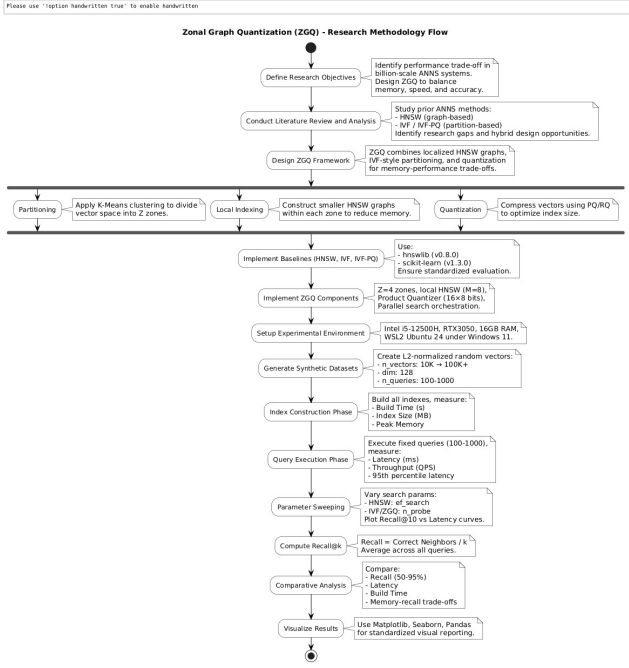 Please use '!option handwritten true' to enable handwritten
Zonal Graph Quantization (ZGQ) - Research Methodology Flow
Define Research Objectives
Identify performance trade-off in
billion-scale ANNS systems.
Design ZGQ to balance
memory, speed, and accuracy.
Conduct Literature Review and Analysis
Study prior ANNS methods:
- HNSW (graph-based)
- IVF / IVF-PQ (partition-based)
Identify research gaps and hybrid design opportunities.
Design ZGQ Framework
ZGQ combines localized HNSW graphs,
IVF-style partitioning, and quantization
for memory-performance trade-offs.
Partitioning
Apply K-Means clustering to divide
vector space into Z zones.
Local Indexing
Construct smaller HNSW graphs
within each zone to reduce memory.
Quantization
Compress vectors using PQ/RQ
to optimize index size.
Implement Baselines (HNSW, IVF, IVF-PQ)
Use:
- hnswlib (v0.8.0)
- scikit-learn (v1.3.0)
Ensure standardized evaluation.
Implement ZGQ Components
Z=4 zones, local HNSW (M=8),
Product Quantizer (16×8 bits),
Parallel search orchestration.
Setup Experimental Environment
Intel i5-12500H, RTX3050, 16GB RAM,
WSL2 Ubuntu 24 under Windows 11.
Generate Synthetic Datasets
Create L2-normalized random vectors:
- n_vectors: 10K → 100K+
- dim: 128
- n_queries: 100-1000
Index Construction Phase
Build all indexes, measure:
- Build Time (s)
- Index Size (MB)
- Peak Memory
Query Execution Phase
Execute fixed queries (100-1000),
measure:
- Latency (ms)
- Throughput (QPS)
- 95th percentile latency
Parameter Sweeping
Vary search params:
- HNSW: ef_search
- IVF/ZGQ: n_probe
Plot Recall@10 vs Latency curves.
Compute Recall@k
Recall = Correct Neighbors / k
Average across all queries.
Comparative Analysis
Compare:
- Recall (50-95%)
- Latency
- Build Time
- Memory-recall trade-offs
Visualize Results
Use Matplotlib, Seaborn, Pandas
for standardized visual reporting.